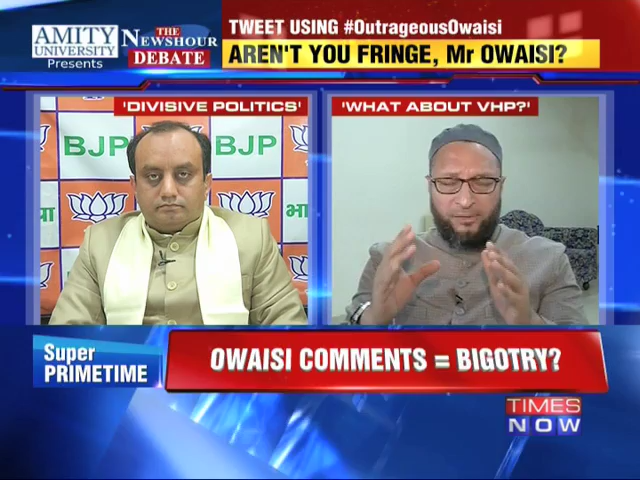 AMITY
UNIVERSITY
Presents
THE
NEWSHOUR
DEBATE
TWEET USING #OutrageousOwaisi
AREN'T YOU FRINGE, Mr OWAISI?
'DIVISIVE POLITICS'
'WHAT ABOUT VHP?'
BJP
BJP
भा
Super
PRIMETIME
OWAISI COMMENTS = BIGOTRY?
TIMES
NOW